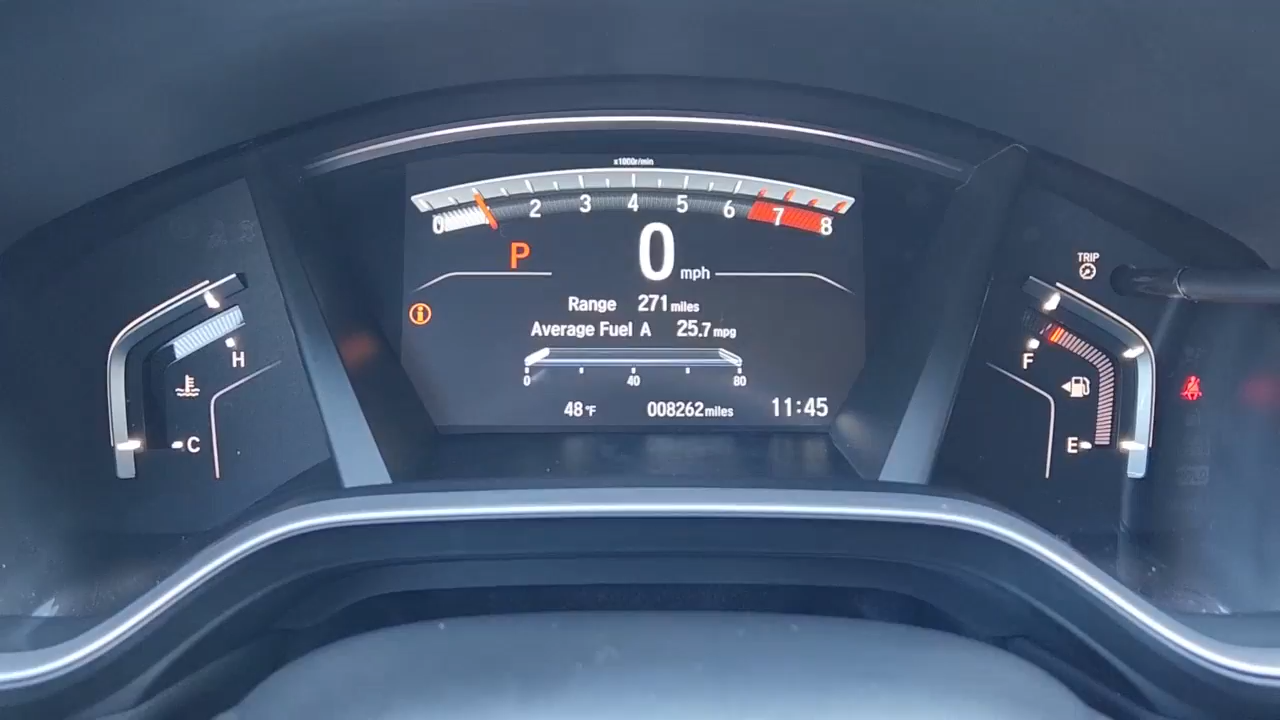 x1000r/min
0 2 3 4 5 6 7 8
P
0 mph
TRIP
Range 271 miles
Average Fuel A 25.7 mpg
0 40 80
48°F 008262 miles 11:45
H
C
F
E